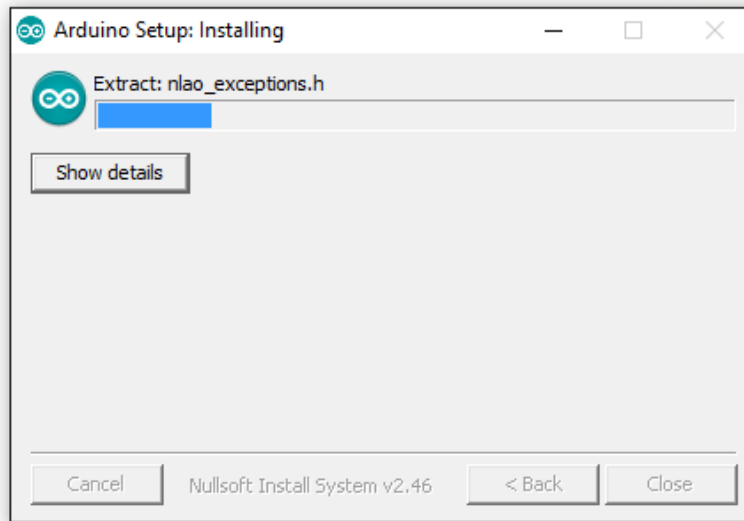 Arduino Setup: Installing
Extract: nlao_exceptions.h
Show details
Cancel Nullsoft Install System v2.46 < Back Close